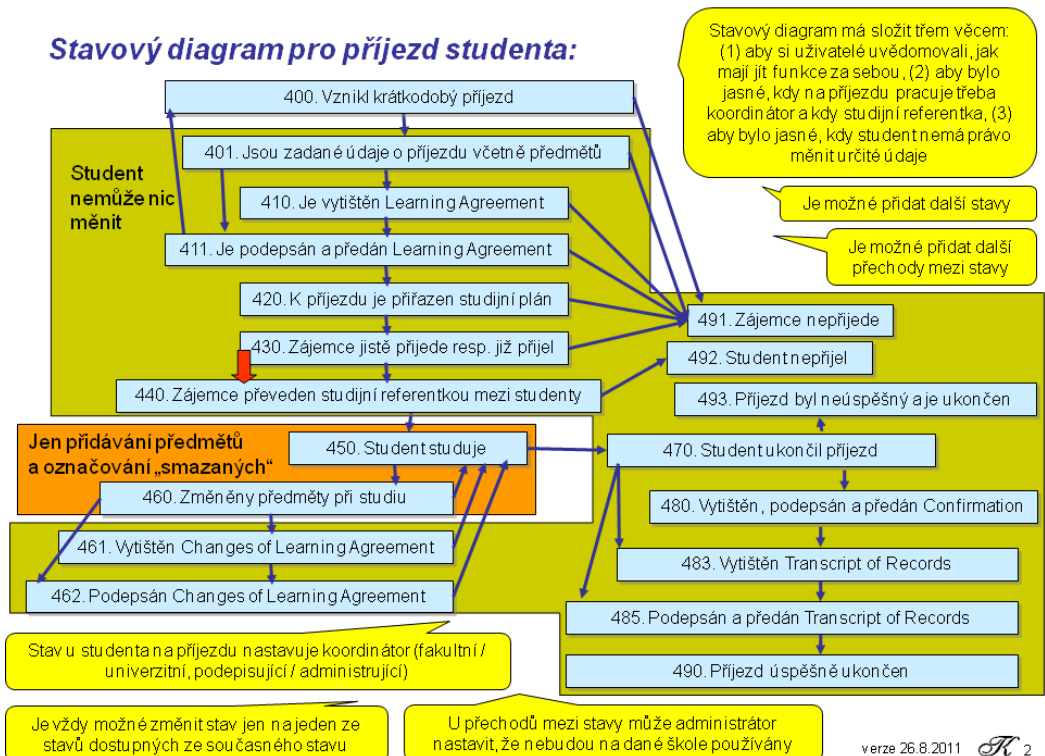 Stavový diagram pro příjezd studenta:
Stavový diagram má složit třem věcem:
(1) aby si uživatelé uvědomovali, jak
mají jít funkce za sebou, (2) aby bylo
jasné, kdy na příjezdu pracuje třeba
koordinátor a kdy studijní referentka, (3)
aby bylo jasné, kdy student nemá právo
měnit určité údaje
Je možné přidat další stavy
Je možné přidat další
přechody mezi stavy
400. Vznikl krátkodobý příjezd
Student
nemůže nic
měnit
401. Jsou zadané údaje o příjezdu včetně předmětů
410. Je vytištěn Learning Agreement
411. Je podepsán a předán Learning Agreement
420. K příjezdu je přiřazen studijní plán
430. Zájemce jistě přijede resp. již přijel
440. Zájemce převeden studijní referentkou mezi studenty
491. Zájemce nepřijede
492. Student nepřijel
493. Příjezd byl neúspěšný a je ukončen
Jen přidávání předmětů
a označování „smazaných“
450. Student studuje
460. Změněny předměty při studiu
461. Vytištěn Changes of Learning Agreement
462. Podepsán Changes of Learning Agreement
470. Student ukončil příjezd
480. Vytištěn, podepsán a předán Confirmation
483. Vytištěn Transcript of Records
485. Podepsán a předán Transcript of Records
490. Příjezd úspěšně ukončen
Stav u studenta na příjezdu nastavuje koordinátor (fakultní /
univerzitní, podepisující / administrující)
Je vždy možné změnit stav jen na jeden ze
stavů dostupných ze současného stavu
U přechodů mezi stavy může administrátor
nastavit, že nebudou na dané škole používány
verze 26.8.2011
2